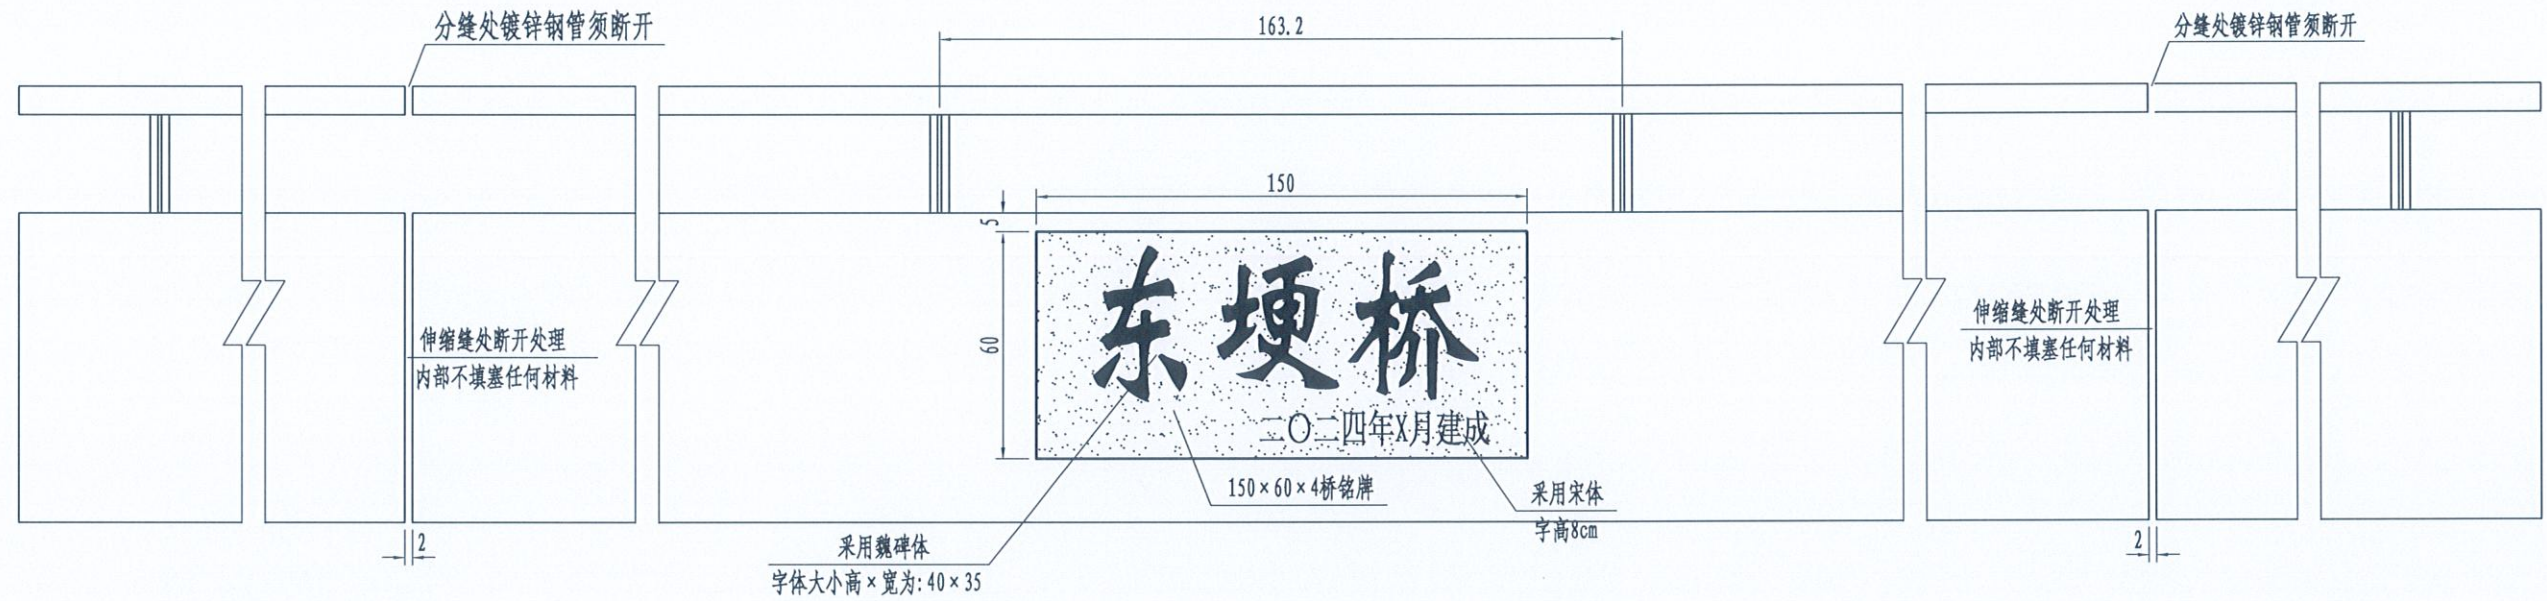 分缝处镀锌钢管须断开
163.2
分缝处镀锌钢管须断开
150
5
60
东埂桥
二〇二四年X月建成
伸缩缝处断开处理
内部不填塞任何材料
伸缩缝处断开处理
内部不填塞任何材料
150×60×4桥铭牌
采用宋体
字高8cm
2
采用魏碑体
字体大小高×宽为:40×35
2